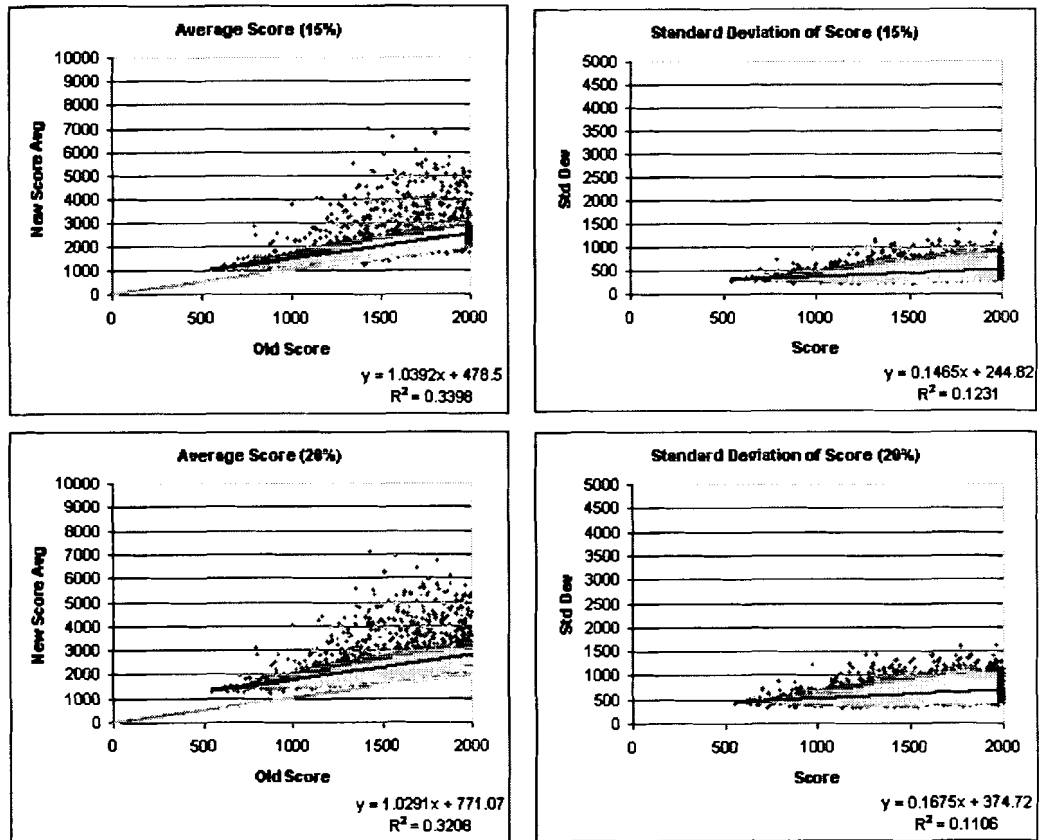 Average Score (15%)
10000
9000
8000
7000
6000
5000
4000
3000
2000
1000
0
New Score Avg
0 500 1000 1500 2000
Old Score
y = 1.0392x + 478.5
R² = 0.3398
Standard Deviation of Score (15%)
5000
4500
4000
3500
3000
2500
2000
1500
1000
500
0
Std Dev
0 500 1000 1500 2000
Score
y = 0.1465x + 244.82
R² = 0.1231
Average Score (20%)
10000
9000
8000
7000
6000
5000
4000
3000
2000
1000
0
New Score Avg
0 500 1000 1500 2000
Old Score
y = 1.0291x + 771.07
R² = 0.3208
Standard Deviation of Score (20%)
5000
4500
4000
3500
3000
2500
2000
1500
1000
500
0
Std Dev
0 500 1000 1500 2000
Score
y = 0.1675x + 374.72
R² = 0.1106